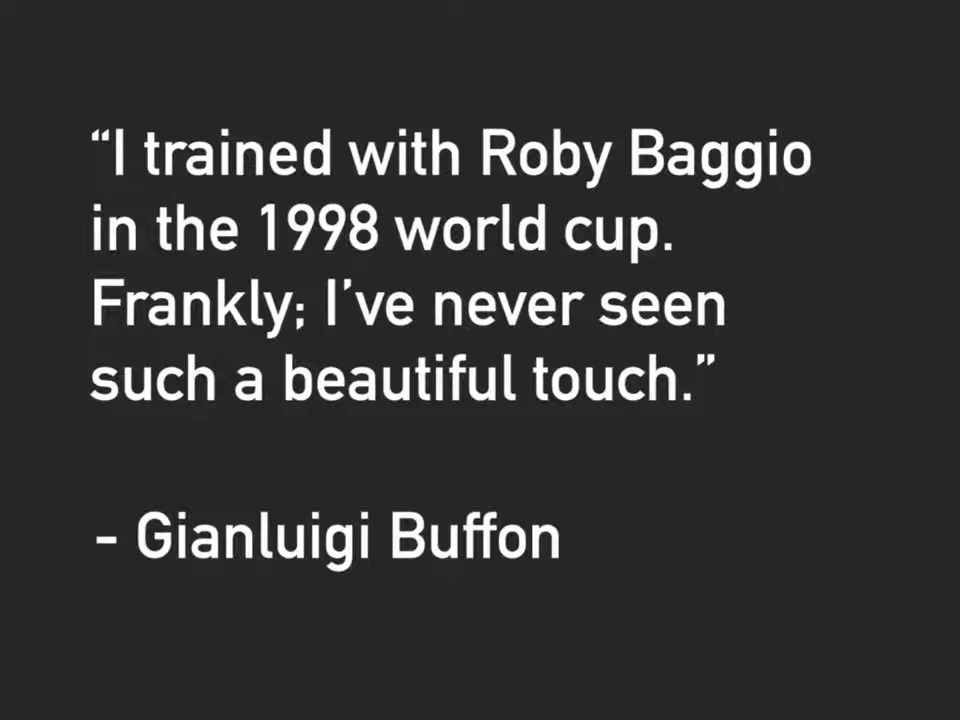 “I trained with Roby Baggio
in the 1998 world cup.
Frankly; I’ve never seen
such a beautiful touch.”
- Gianluigi Buffon